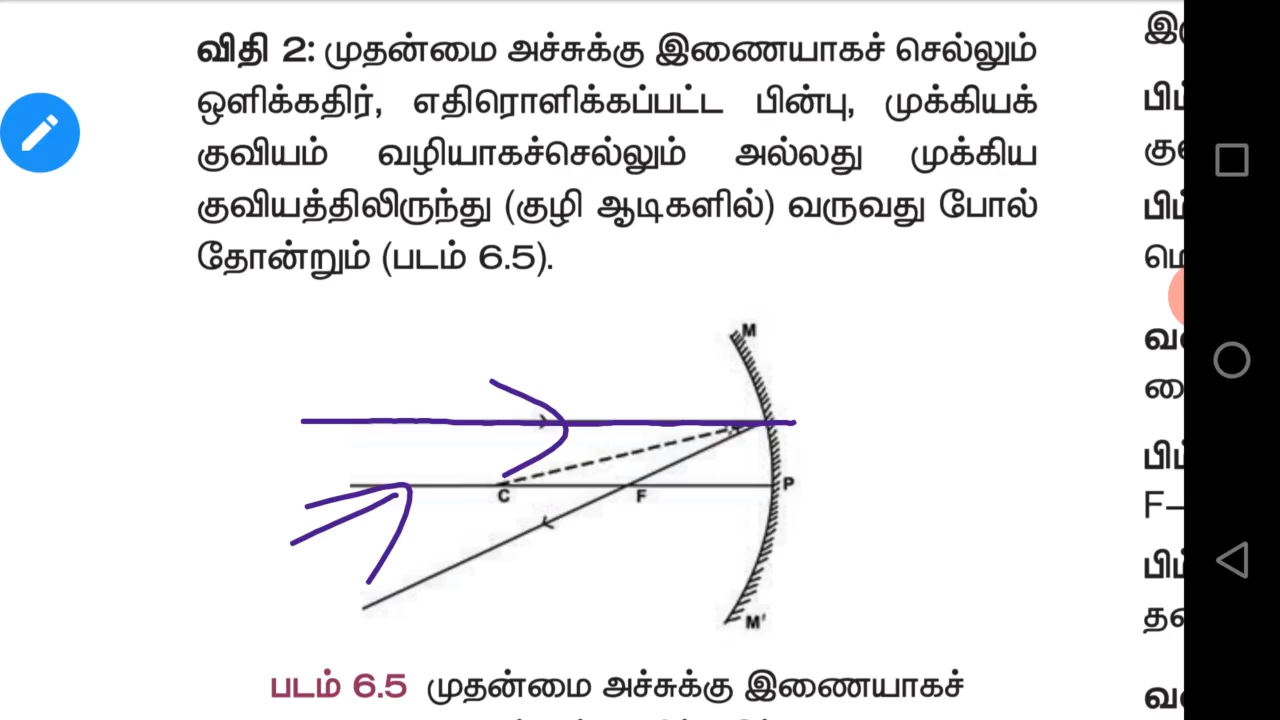 விதி 2: முதன்மை அச்சுக்கு இணையாகச் செல்லும்
ஒளிக்கதிர், எதிரொளிக்கப்பட்ட பின்பு, முக்கியக்
குவியம் வழியாகச்செல்லும் அல்லது முக்கிய
குவியத்திலிருந்து (குழி ஆடிகளில்) வருவது போல்
தோன்றும் (படம் 6.5).
M
C
F
P
M'
படம் 6.5 முதன்மை அச்சுக்கு இணையாகச்
F–